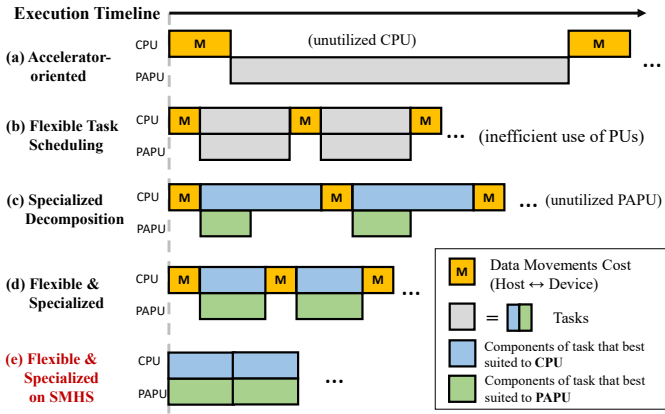 Execution Timeline
(a) Accelerator-
oriented
CPU
PAPU
M
(unutilized CPU)
M
...
(b) Flexible Task
Scheduling
CPU
PAPU
M
M
M
...
(inefficient use of PUs)
(c) Specialized
Decomposition
CPU
PAPU
M
M
M
... (unutilized PAPU)
(d) Flexible &
Specialized
CPU
PAPU
M
M
M
...
(e) Flexible &
Specialized
on SMHS
CPU
PAPU
...
M
Data Movements Cost
(Host ↔ Device)
= Tasks
Components of task that best
suited to CPU
Components of task that best
suited to PAPU